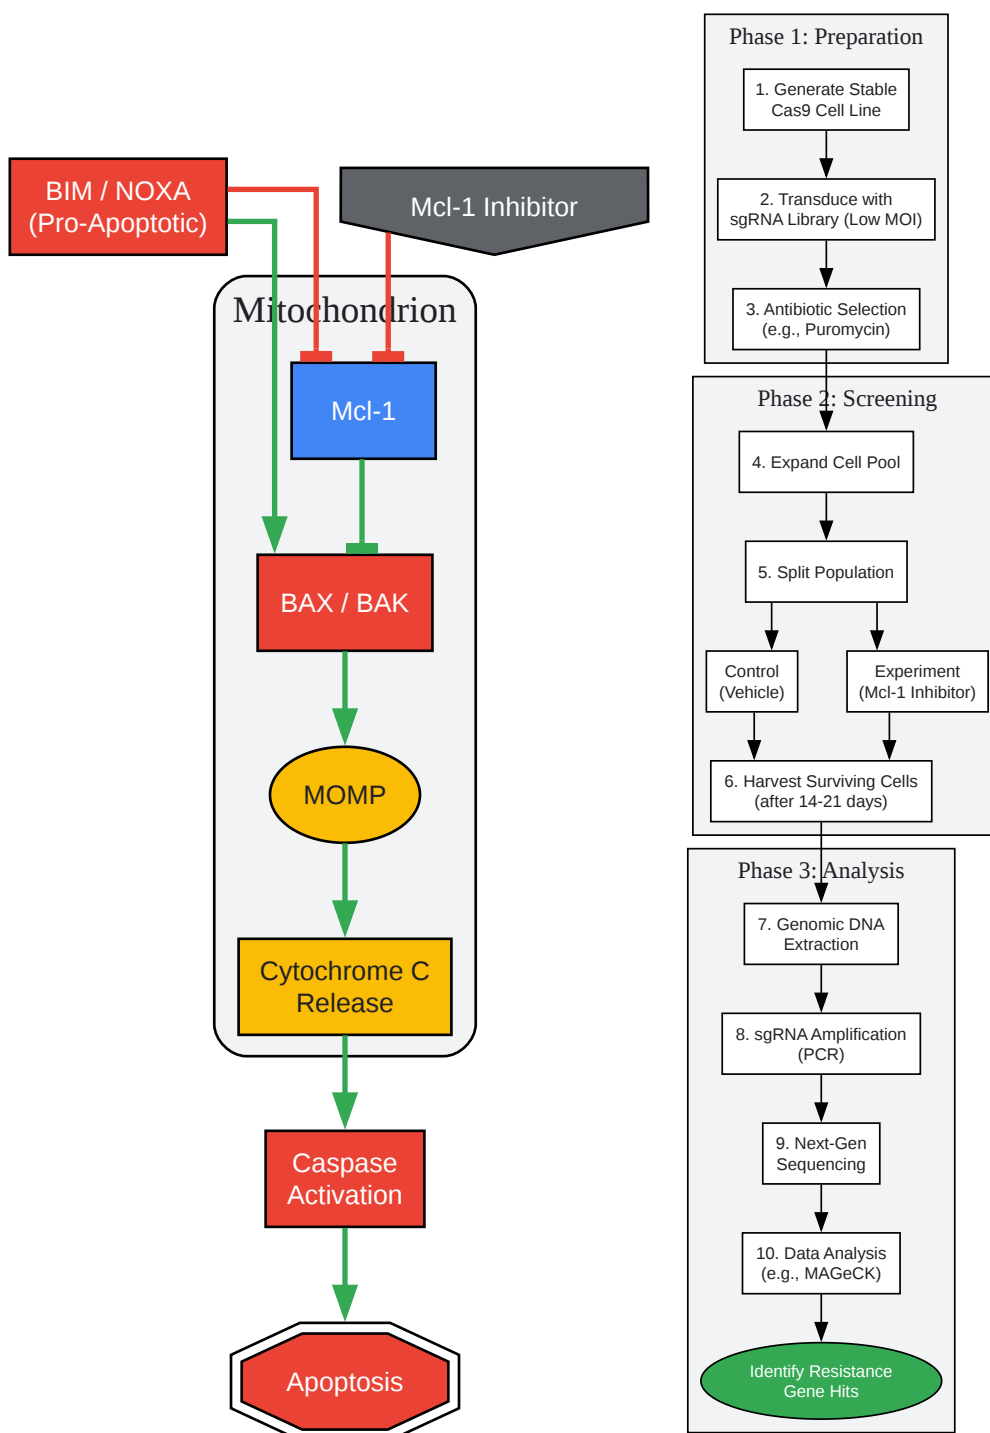 BIM / NOXA
(Pro-Apoptotic)
Mcl-1 Inhibitor
Mitochondrion
Mcl-1
BAX / BAK
MOMP
Cytochrome C
Release
Caspase
Activation
Apoptosis
Phase 1: Preparation
1. Generate Stable
Cas9 Cell Line
2. Transduce with
sgRNA Library (Low MOI)
3. Antibiotic Selection
(e.g., Puromycin)
Phase 2: Screening
4. Expand Cell Pool
5. Split Population
Control
(Vehicle)
Experiment
(Mcl-1 Inhibitor)
6. Harvest Surviving Cells
(after 14-21 days)
Phase 3: Analysis
7. Genomic DNA
Extraction
8. sgRNA Amplification
(PCR)
9. Next-Gen
Sequencing
10. Data Analysis
(e.g., MAGeCK)
Identify Resistance
Gene Hits